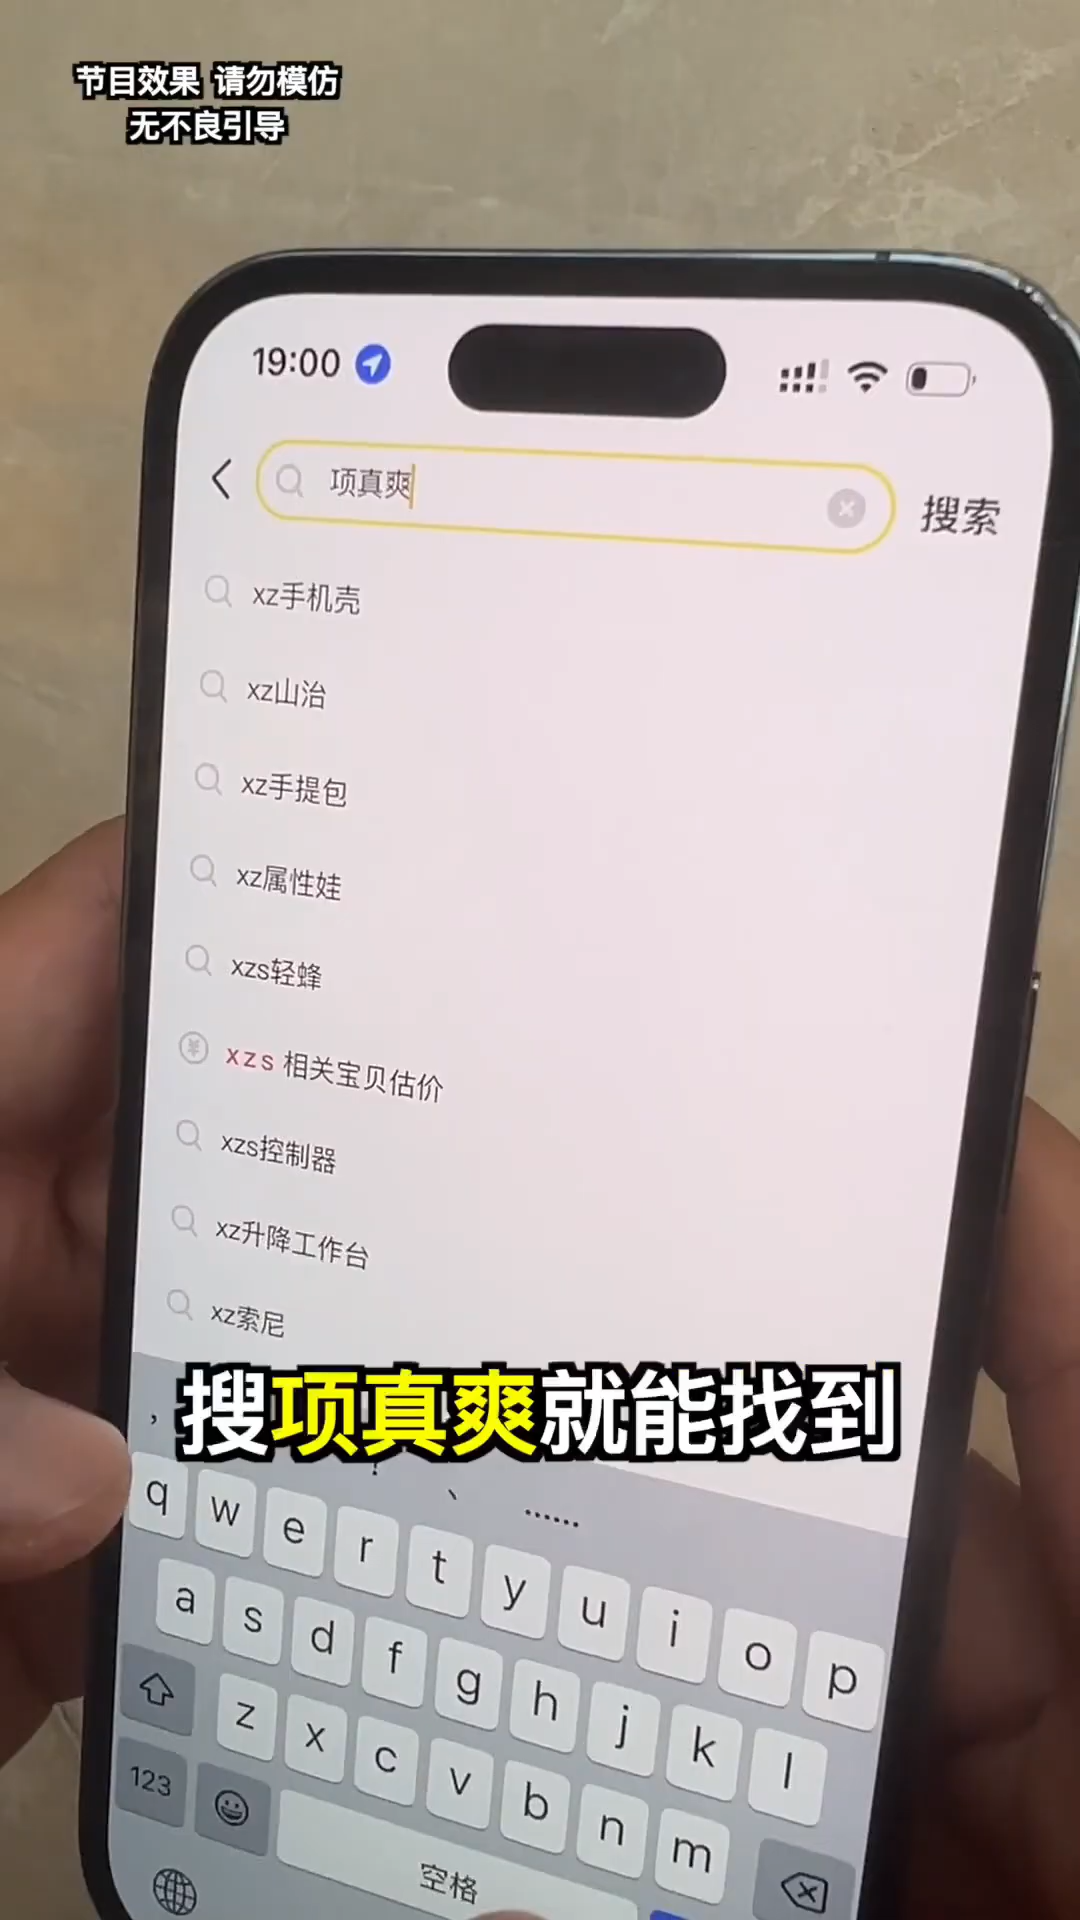 节目效果 请勿模仿
无不良引导
19:00
项真爽
搜索
xz手机壳
xz山治
xz手提包
xz属性娃
xzs轻蜂
xzs 相关宝贝估价
xzs控制器
xz升降工作台
xz索尼
搜项真爽就能找到
， ！ 、 ……
q w e r t y u i o p
a s d f g h j k l
z x c v b n m
123 空格